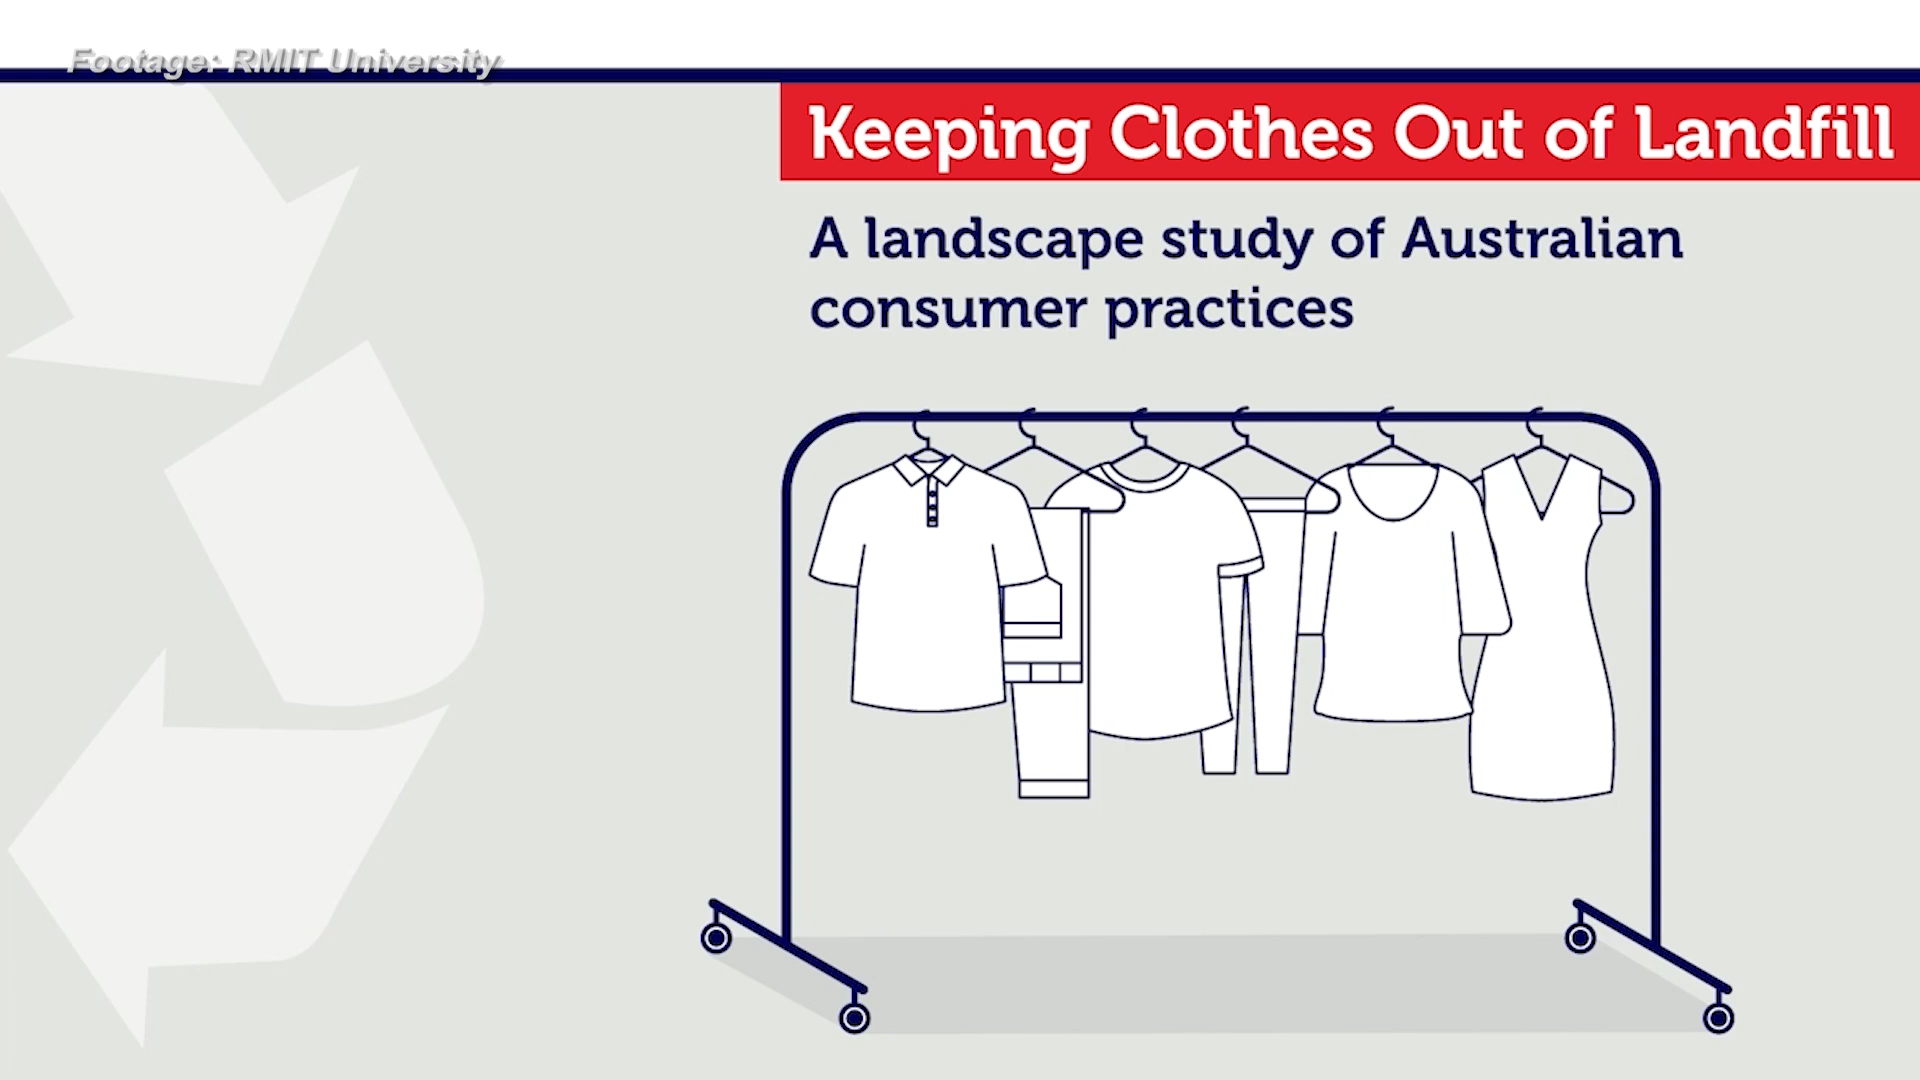 Footage: RMIT University
Keeping Clothes Out of Landfill
A landscape study of Australian
consumer practices